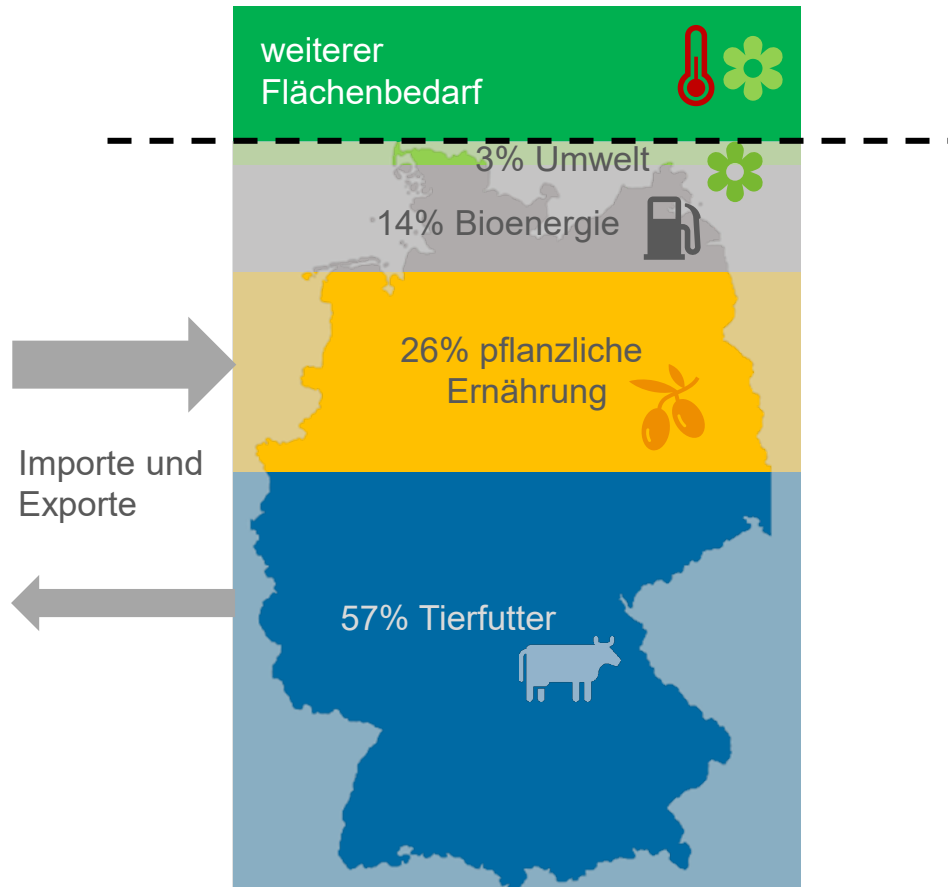 weiterer
Flächenbedarf
3% Umwelt
14% Bioenergie
26% pflanzliche
Ernährung
Importe und
Exporte
57% Tierfutter